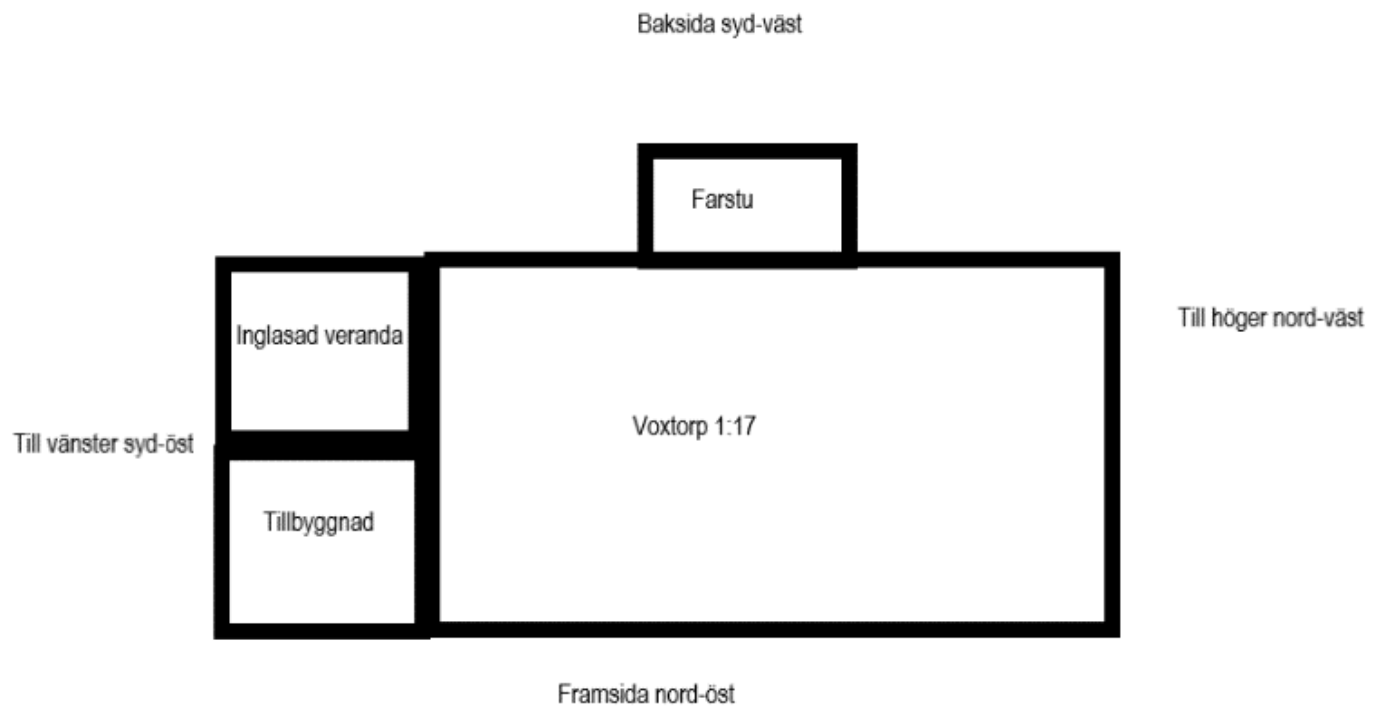 Baksida syd-väst
Farstu
Till höger nord-väst
Inglasad veranda
Voxtorp 1:17
Till vänster syd-öst
Tillbyggnad
Framsida nord-öst